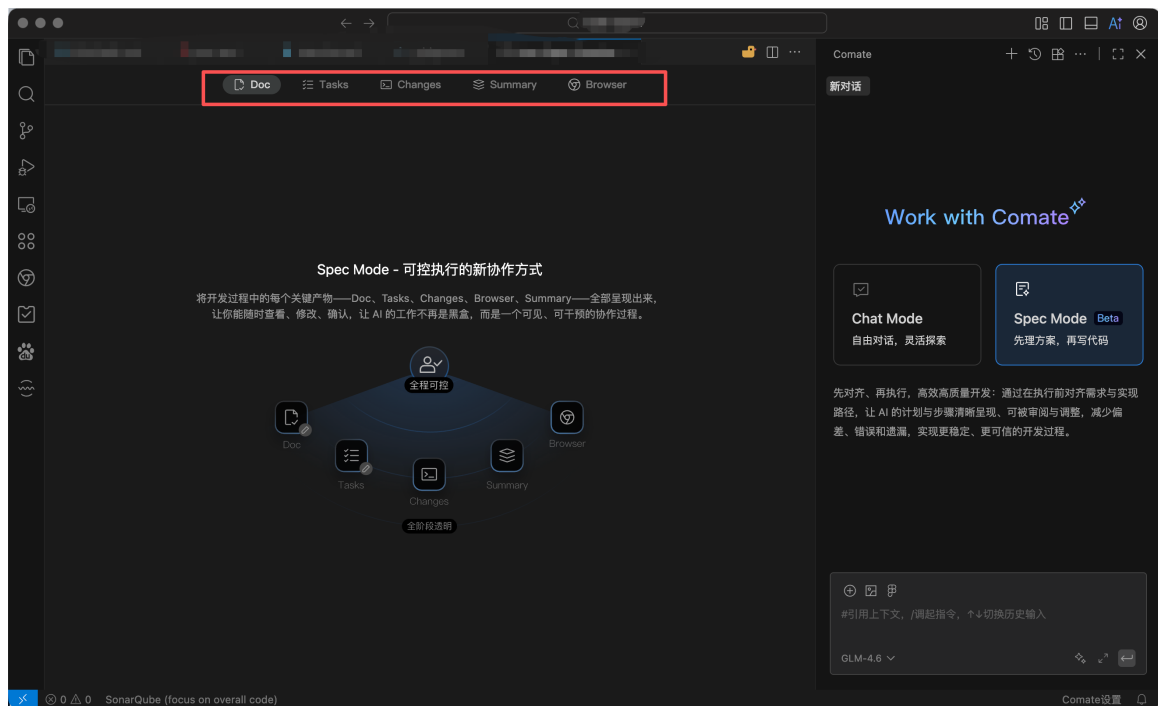 Comate
新对话
Doc
Tasks
Changes
Summary
Browser
Work with Comate
Spec Mode - 可控执行的新协作方式
将开发过程中的每个关键产物——Doc、Tasks、Changes、Browser、Summary——全部呈现出来，
让你能随时查看、修改、确认，让 AI 的工作不再是黑盒，而是一个可见、可干预的协作过程。
全程可控
Doc
Tasks
Changes
Summary
Browser
全阶段透明
Chat Mode
自由对话，灵活探索
Spec Mode Beta
先理方案，再写代码
先对齐、再执行，高效高质量开发：通过在执行前对齐需求与实现
路径，让 AI 的计划与步骤清晰呈现、可被审阅与调整，减少偏
差、错误和遗漏，实现更稳定、更可信的开发过程。
#引用上下文，/调起指令，↑↓切换历史输入
GLM-4.6
0 0 SonarQube (focus on overall code)
Comate设置